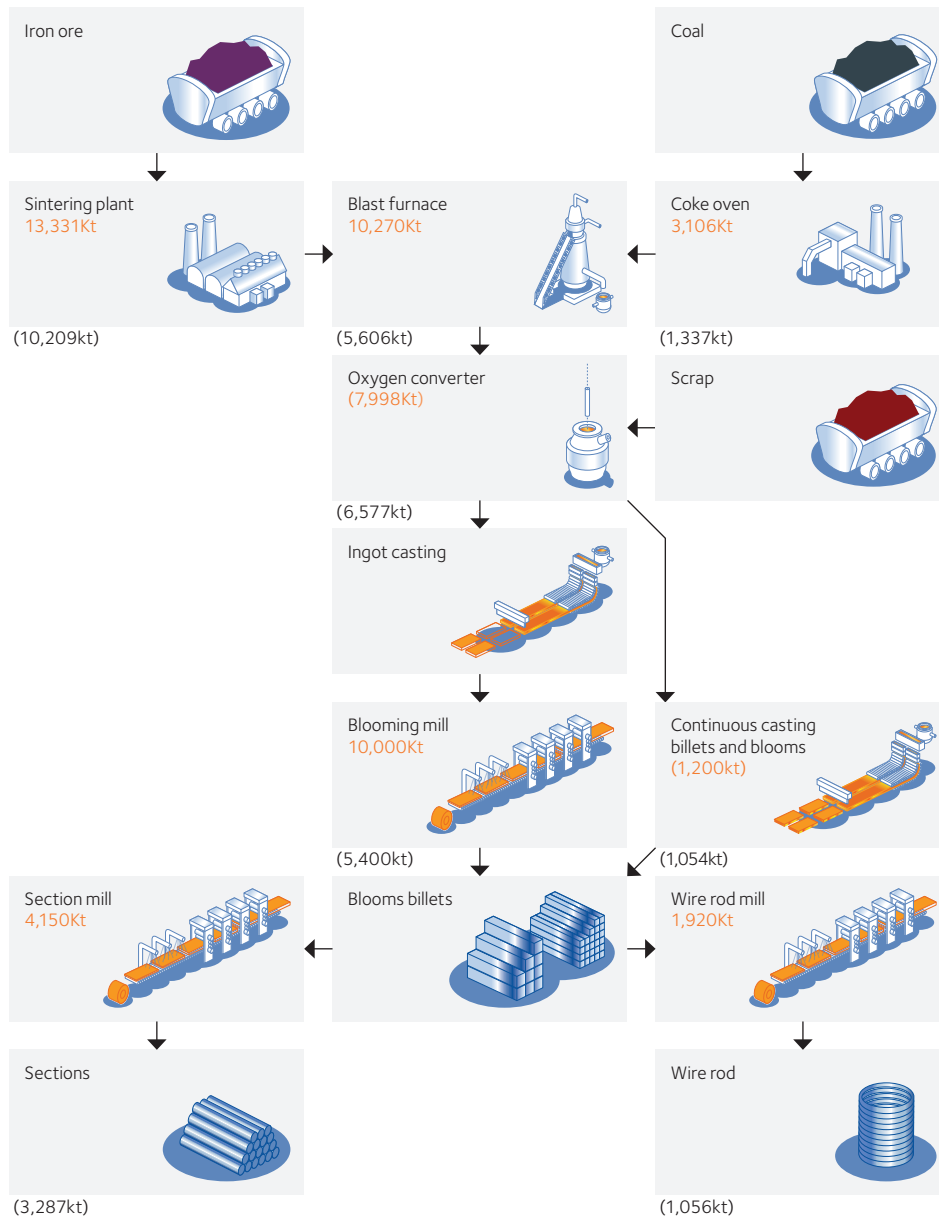 Iron ore
Coal
Sintering plant
13,331Kt
Blast furnace
10,270Kt
Coke oven
3,106Kt
(10,209kt)
(5,606kt)
(1,337kt)
Oxygen converter
(7,998Kt)
Scrap
(6,577kt)
Ingot casting
Blooming mill
10,000Kt
Continuous casting
billets and blooms
(1,200kt)
(5,400kt)
(1,054kt)
Section mill
4,150Kt
Blooms billets
Wire rod mill
1,920Kt
Sections
Wire rod
(3,287kt)
(1,056kt)